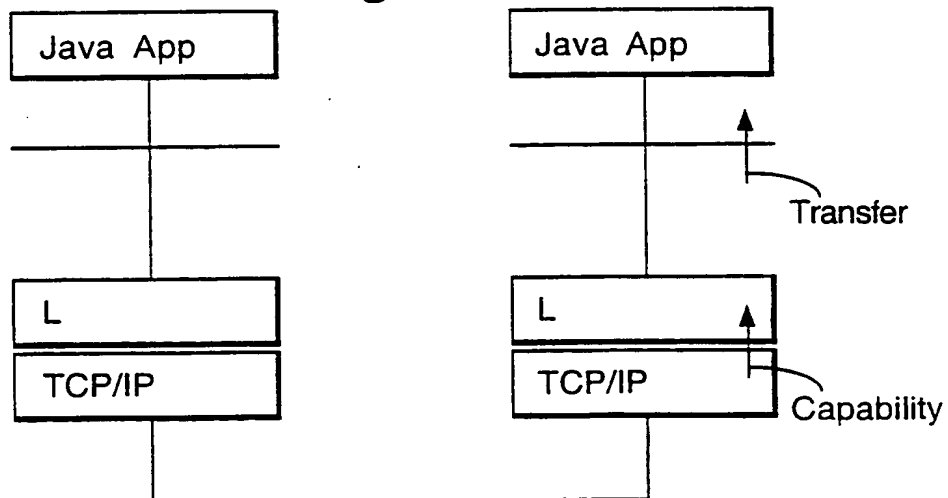 Java App
Java App
Transfer
L
L
TCP/IP
TCP/IP
Capability